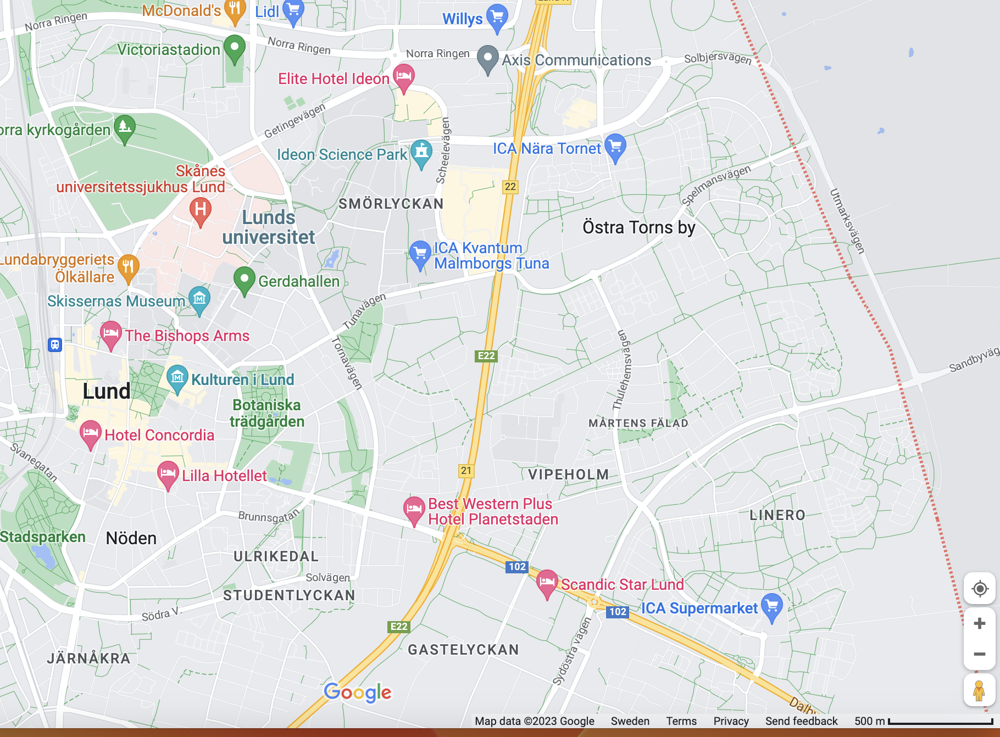 Norra Ringen
McDonald's
Lidl
Willys
Victoriastadion
Norra Ringen
Norra Ringen
Axis Communications
Solbjersvägen
Elite Hotel Ideon
Getingevägen
orra kyrkogården
Ideon Science Park
Scheelevägen
ICA Nära Tornet
Skånes
universitetssjukhus Lund
22
Spelmansvägen
Utmarksvägen
SMÖRLYCKAN
Lunds
universitet
Östra Torns by
ICA Kvantum
Malmborgs Tuna
Lundabryggeriets
Ölkällare
Gerdahallen
Skissernas Museum
Tunavägen
The Bishops Arms
Tornavägen
E22
Thulehemsvägen
Sandbyväg
Kulturen i Lund
Lund
Botaniska
trädgården
MÅRTENS FÄLAD
Hotel Concordia
Svanegatan
21
VIPEHOLM
Lilla Hotellet
Best Western Plus
Hotel Planetstaden
Brunnsgatan
LINERO
Stadsparken
Nöden
ULRIKEDAL
102
Solvägen
Scandic Star Lund
STUDENTLYCKAN
Södra V.
102
ICA Supermarket
E22
GASTELYCKAN
Sydöstra vägen
JÄRNÅKRA
Google
Dalby
Map data ©2023 Google
Sweden
Terms
Privacy
Send feedback
500 m